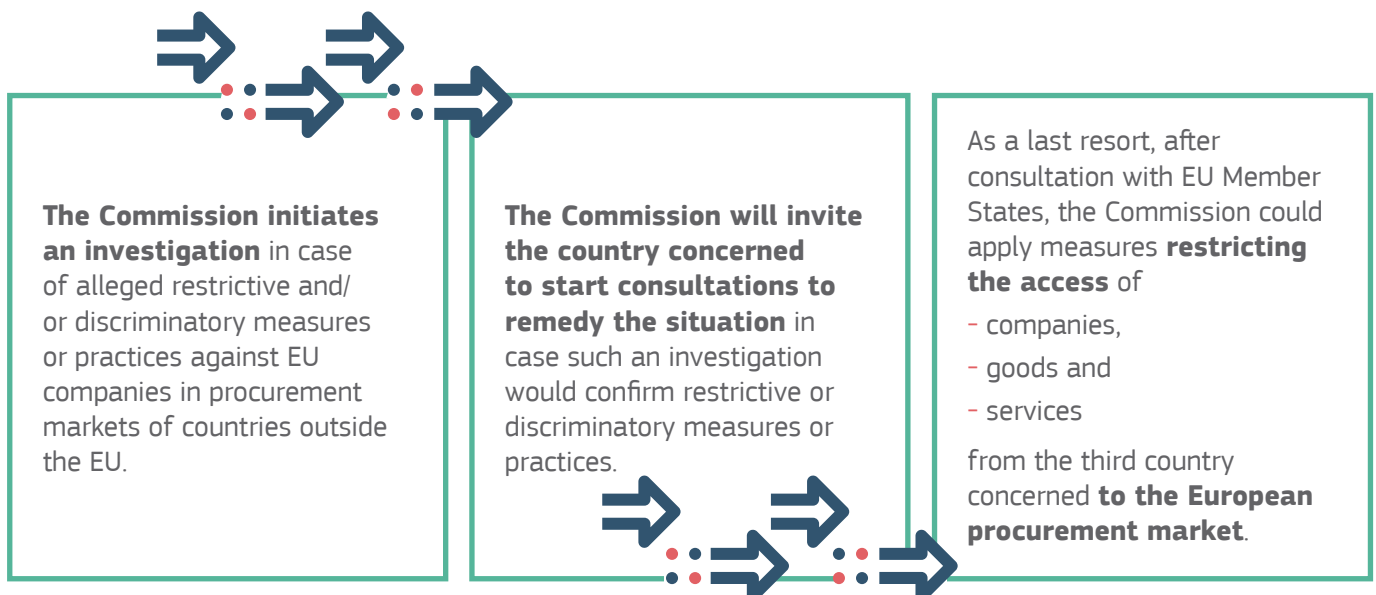 The Commission initiates
an investigation in case
of alleged restrictive and/
or discriminatory measures
or practices against EU
companies in procurement
markets of countries outside
the EU.
The Commission will invite
the country concerned
to start consultations to
remedy the situation in
case such an investigation
would confirm restrictive or
discriminatory measures or
practices.
As a last resort, after
consultation with EU Member
States, the Commission could
apply measures restricting
the access of
- companies,
- goods and
- services
from the third country
concerned to the European
procurement market.